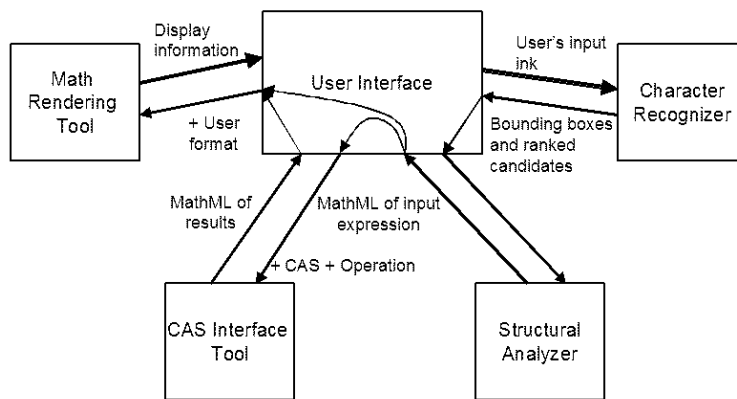 Display
information
Math
Rendering
Tool
User Interface
User's input
ink
Character
Recognizer
+ User
format
Bounding boxes
and ranked
candidates
MathML of
results
MathML of input
expression
+ CAS + Operation
CAS Interface
Tool
Structural
Analyzer